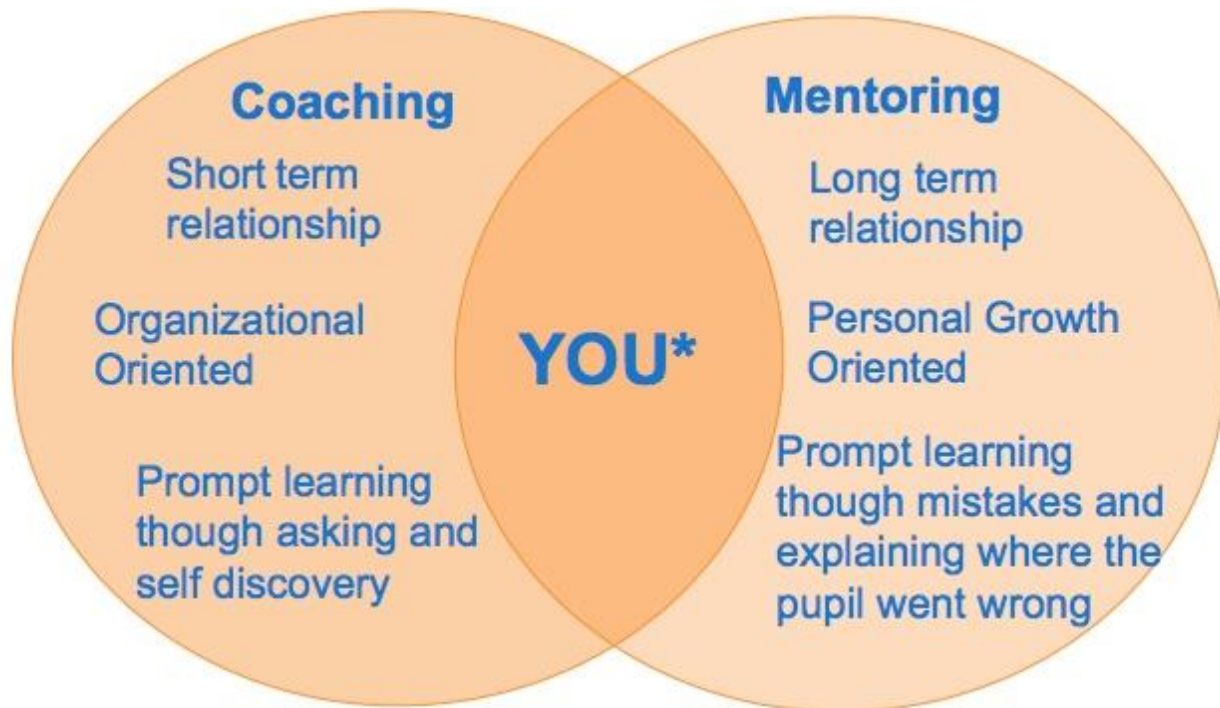 Coaching
Short term
relationship
Organizational
Oriented
Prompt learning
though asking and
self discovery
YOU*
Mentoring
Long term
relationship
Personal Growth
Oriented
Prompt learning
though mistakes and
explaining where the
pupil went wrong